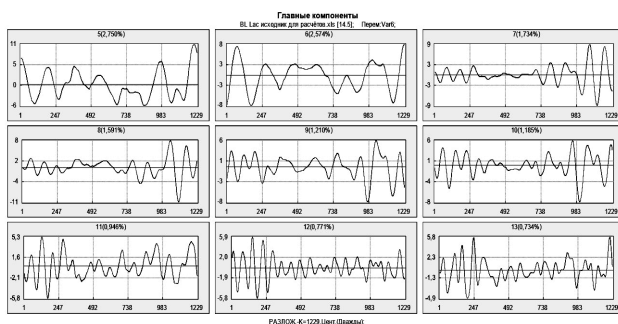 Главные компоненты
BL Lac исходник для расчётов.xls [14.5]; Перем:Var6;
5(2,750%) 6(2,574%) 7(1,734%)
11 8 9
5 3 3
0 -3 -3
-6 -8 -9
1 247 492 738 983 1229 1 247 492 738 983 1229 1 247 492 738 983 1229
8(1,591%) 9(1,210%) 10(1,185%)
8 6 6
2 1 1
-4 -3 -4
-11 -8 -8
1 247 492 738 983 1229 1 247 492 738 983 1229 1 247 492 738 983 1229
11(0,946%) 12(0,771%) 13(0,734%)
5,3 5,9 5,8
1,6 2,0 2,3
-2,1 -1,9 -1,3
-5,8 -5,8 -4,9
1 247 492 738 983 1229 1 247 492 738 983 1229 1 247 492 738 983 1229
РАЗЛОЖ -К=1229,Цент.(Дважды);